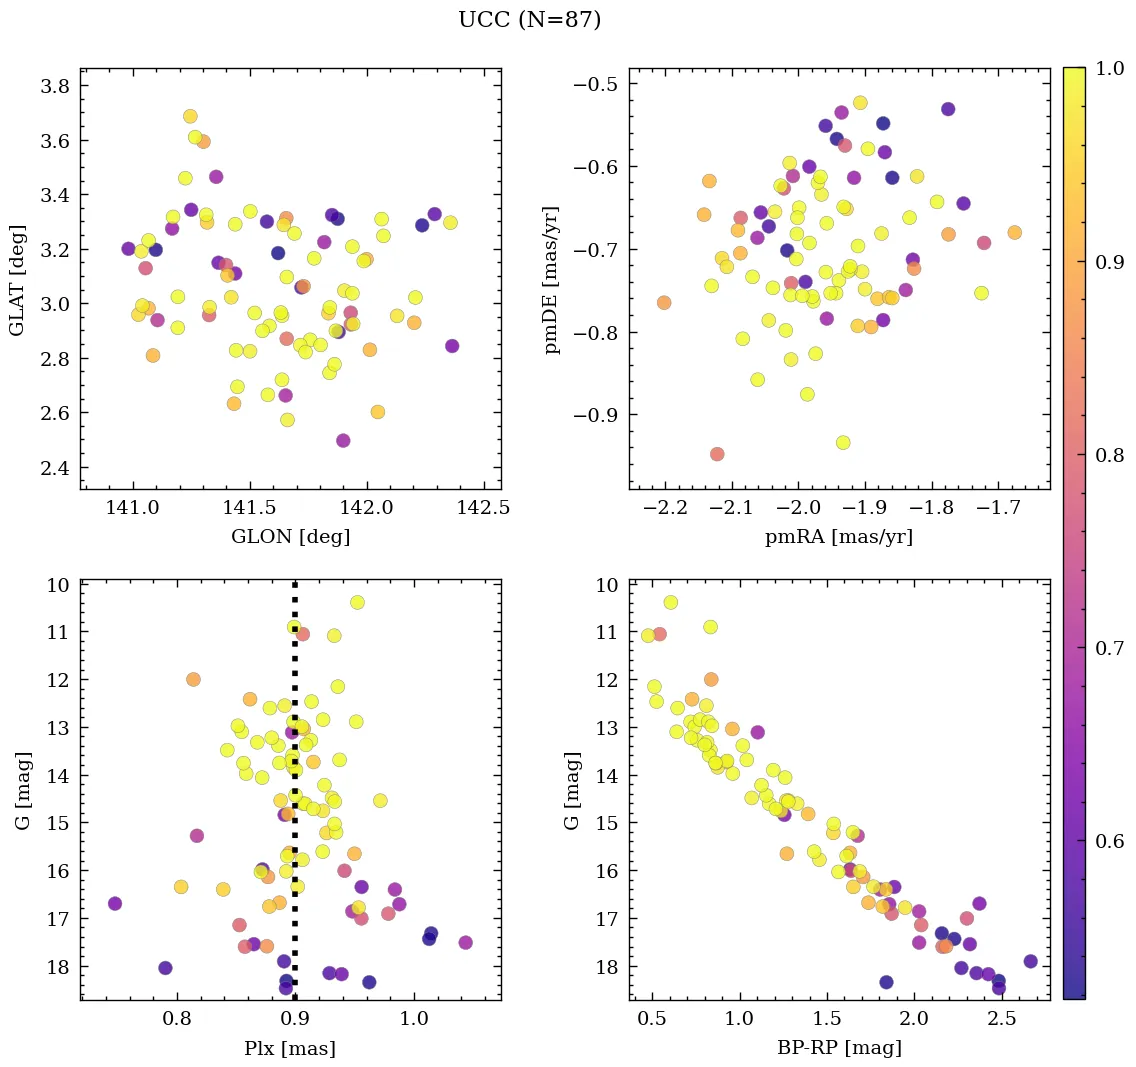 UCC (N=87)
3.8
3.6
3.4
3.2
3.0
2.8
2.6
2.4
GLAT [deg]
141.0 141.5 142.0 142.5
GLON [deg]
−0.5
−0.6
−0.7
−0.8
−0.9
pmDE [mas/yr]
−2.2 −2.1 −2.0 −1.9 −1.8 −1.7
pmRA [mas/yr]
1.0
0.9
0.8
0.7
0.6
10
11
12
13
14
15
16
17
18
G [mag]
0.8 0.9 1.0
Plx [mas]
10
11
12
13
14
15
16
17
18
G [mag]
0.5 1.0 1.5 2.0 2.5
BP-RP [mag]